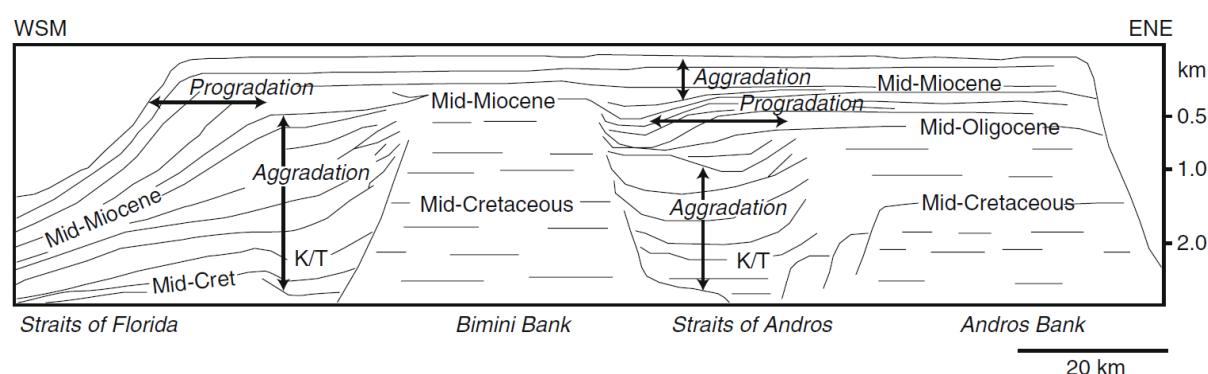 WSM
ENE
km
Progradation
Aggradation
Mid-Miocene
Mid-Miocene
Progradation
0.5
Mid-Oligocene
Aggradation
1.0
Mid-Cretaceous
Aggradation
Mid-Cretaceous
Mid-Miocene
2.0
K/T
K/T
Mid-Cret
Straits of Florida
Bimini Bank
Straits of Andros
Andros Bank
20 km